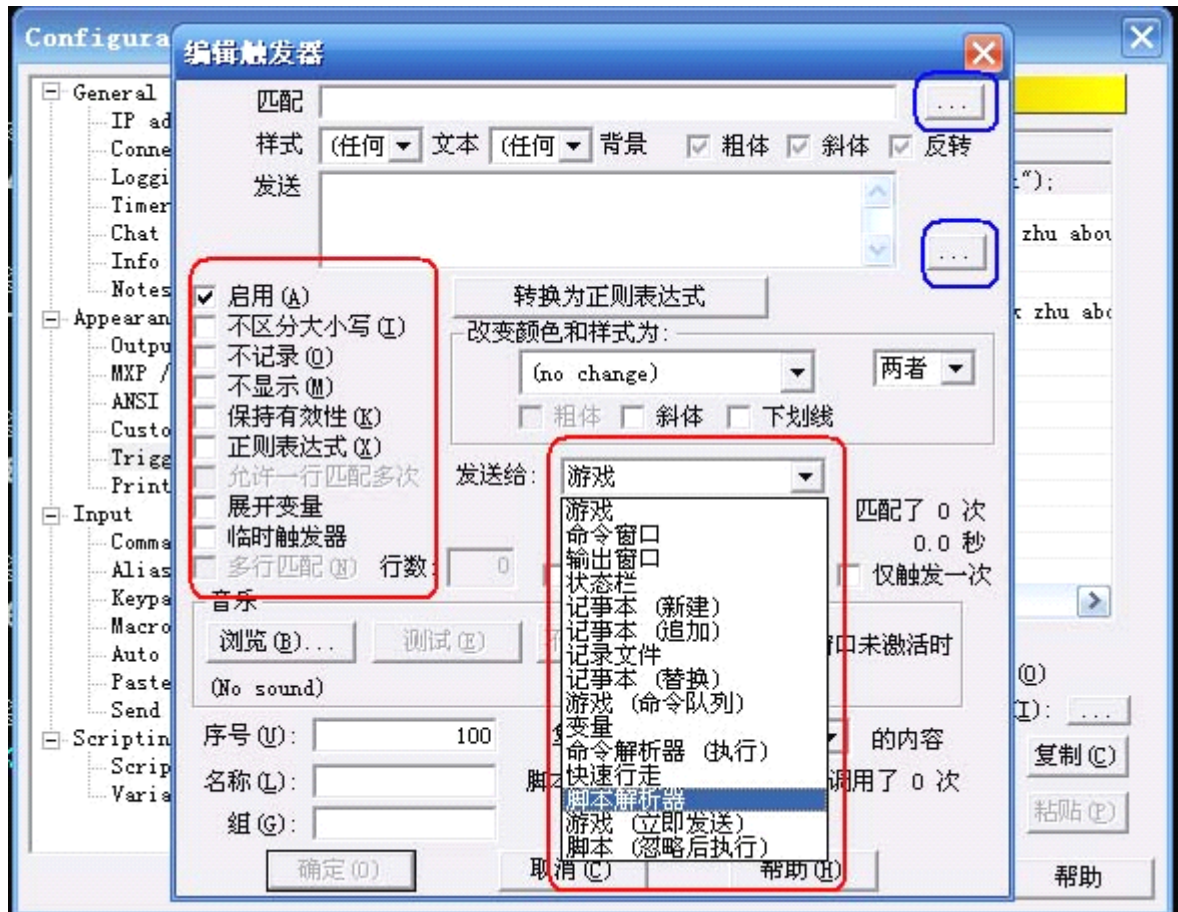 Configura
编辑触发器
General
IP ad
Conne
Loggi
Timer
Chat
Info
Notes
Appearan
Outpu
MXP /
ANSI
Custo
Trigg
Print
Input
Comma
Alias
Keypa
Macro
Auto
Paste
Send
Scriptin
Scrip
Varia
匹配
...
样式 (任何 文本 (任何 背景 粗体 斜体 反转
发送
...
启用(A)
不区分大小写(I)
不记录(O)
不显示(M)
保持有效性(K)
正则表达式(X)
允许一行匹配多次
展开变量
临时触发器
多行匹配(N) 行数: 0
转换为正则表达式
改变颜色和样式为:
(no change) 两者
粗体 斜体 下划线
发送给: 游戏
游戏
命令窗口
输出窗口
状态栏
记事本 (新建)
记事本 (追加)
记录文件
记事本 (替换)
游戏 (命令队列)
变量
命令解析器 (执行)
快速行走
脚本解析器
游戏 (立即发送)
脚本 (忽略后执行)
匹配了 0 次
0.0 秒
仅触发一次
音乐
浏览(B)... 测试(E)
口未激活时
(No sound)
序号(U): 100
的内容
名称(L):
调用了 0 次
组(G):
确定(O) 取消(C) 帮助(H)
");
zhu abou
zhu abo
(O)
(I): ...
复制(C)
粘贴(P)
帮助